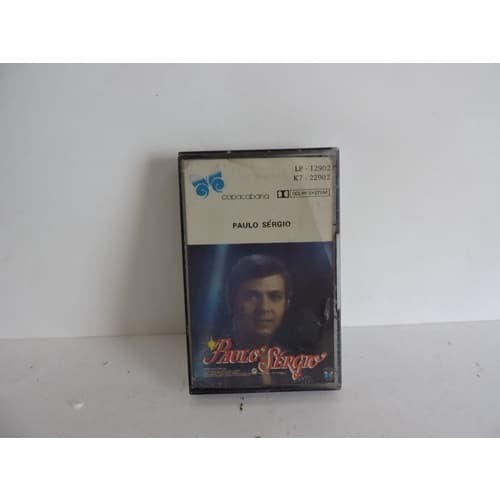 LP - 12902
K7 - 22902
copacabana DOLBY SYSTEM
PAULO SÉRGIO
Paulo Sérgio